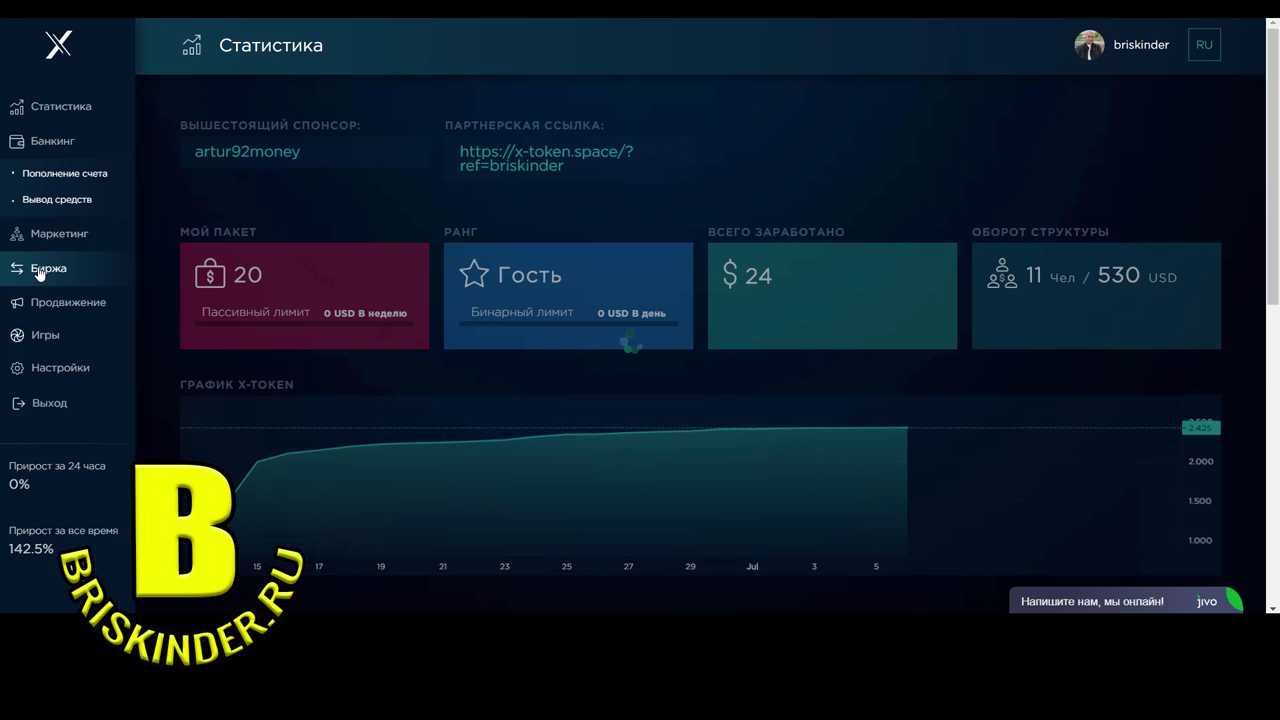 Статистика
briskinder
RU
Статистика
Банкинг
Пополнение счета
Вывод средств
Маркетинг
Биржа
Продвижение
Игры
Настройки
Выход
Прирост за 24 часа
0%
Прирост за все время
142.5%
ВЫШЕСТОЯЩИЙ СПОНСОР:
artur92money
ПАРТНЕРСКАЯ ССЫЛКА:
https://x-token.space/?
ref=briskinder
МОЙ ПАКЕТ
20
Пассивный лимит 0 USD В неделю
РАНГ
Гость
Бинарный лимит 0 USD В день
ВСЕГО ЗАРАБОТАНО
$ 24
ОБОРОТ СТРУКТУРЫ
11 Чел / 530 USD
ГРАФИК X-TOKEN
2.425
2.000
1.500
1.000
15 17 19 21 23 25 27 29 Jul 3 5
Напишите нам, мы онлайн! jivo
B
BRISKINDER.RU